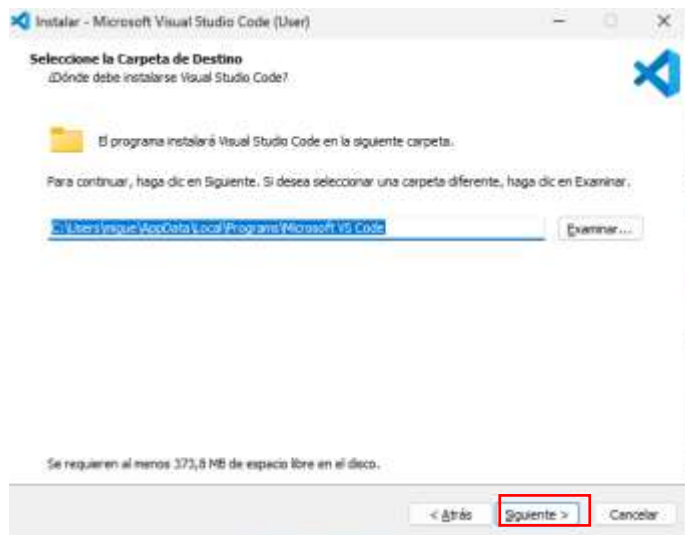 Instalar - Microsoft Visual Studio Code (User)
Seleccione la Carpeta de Destino
¿Dónde debe instalarse Visual Studio Code?
El programa instalará Visual Studio Code en la siguiente carpeta.
Para continuar, haga clic en Siguiente. Si desea seleccionar una carpeta diferente, haga clic en Examinar.
C:\Users\migue\AppData\Local\Programs\Microsoft VS Code
Examinar...
Se requieren al menos 373,8 MB de espacio libre en el disco.
< Atrás
Siguiente >
Cancelar